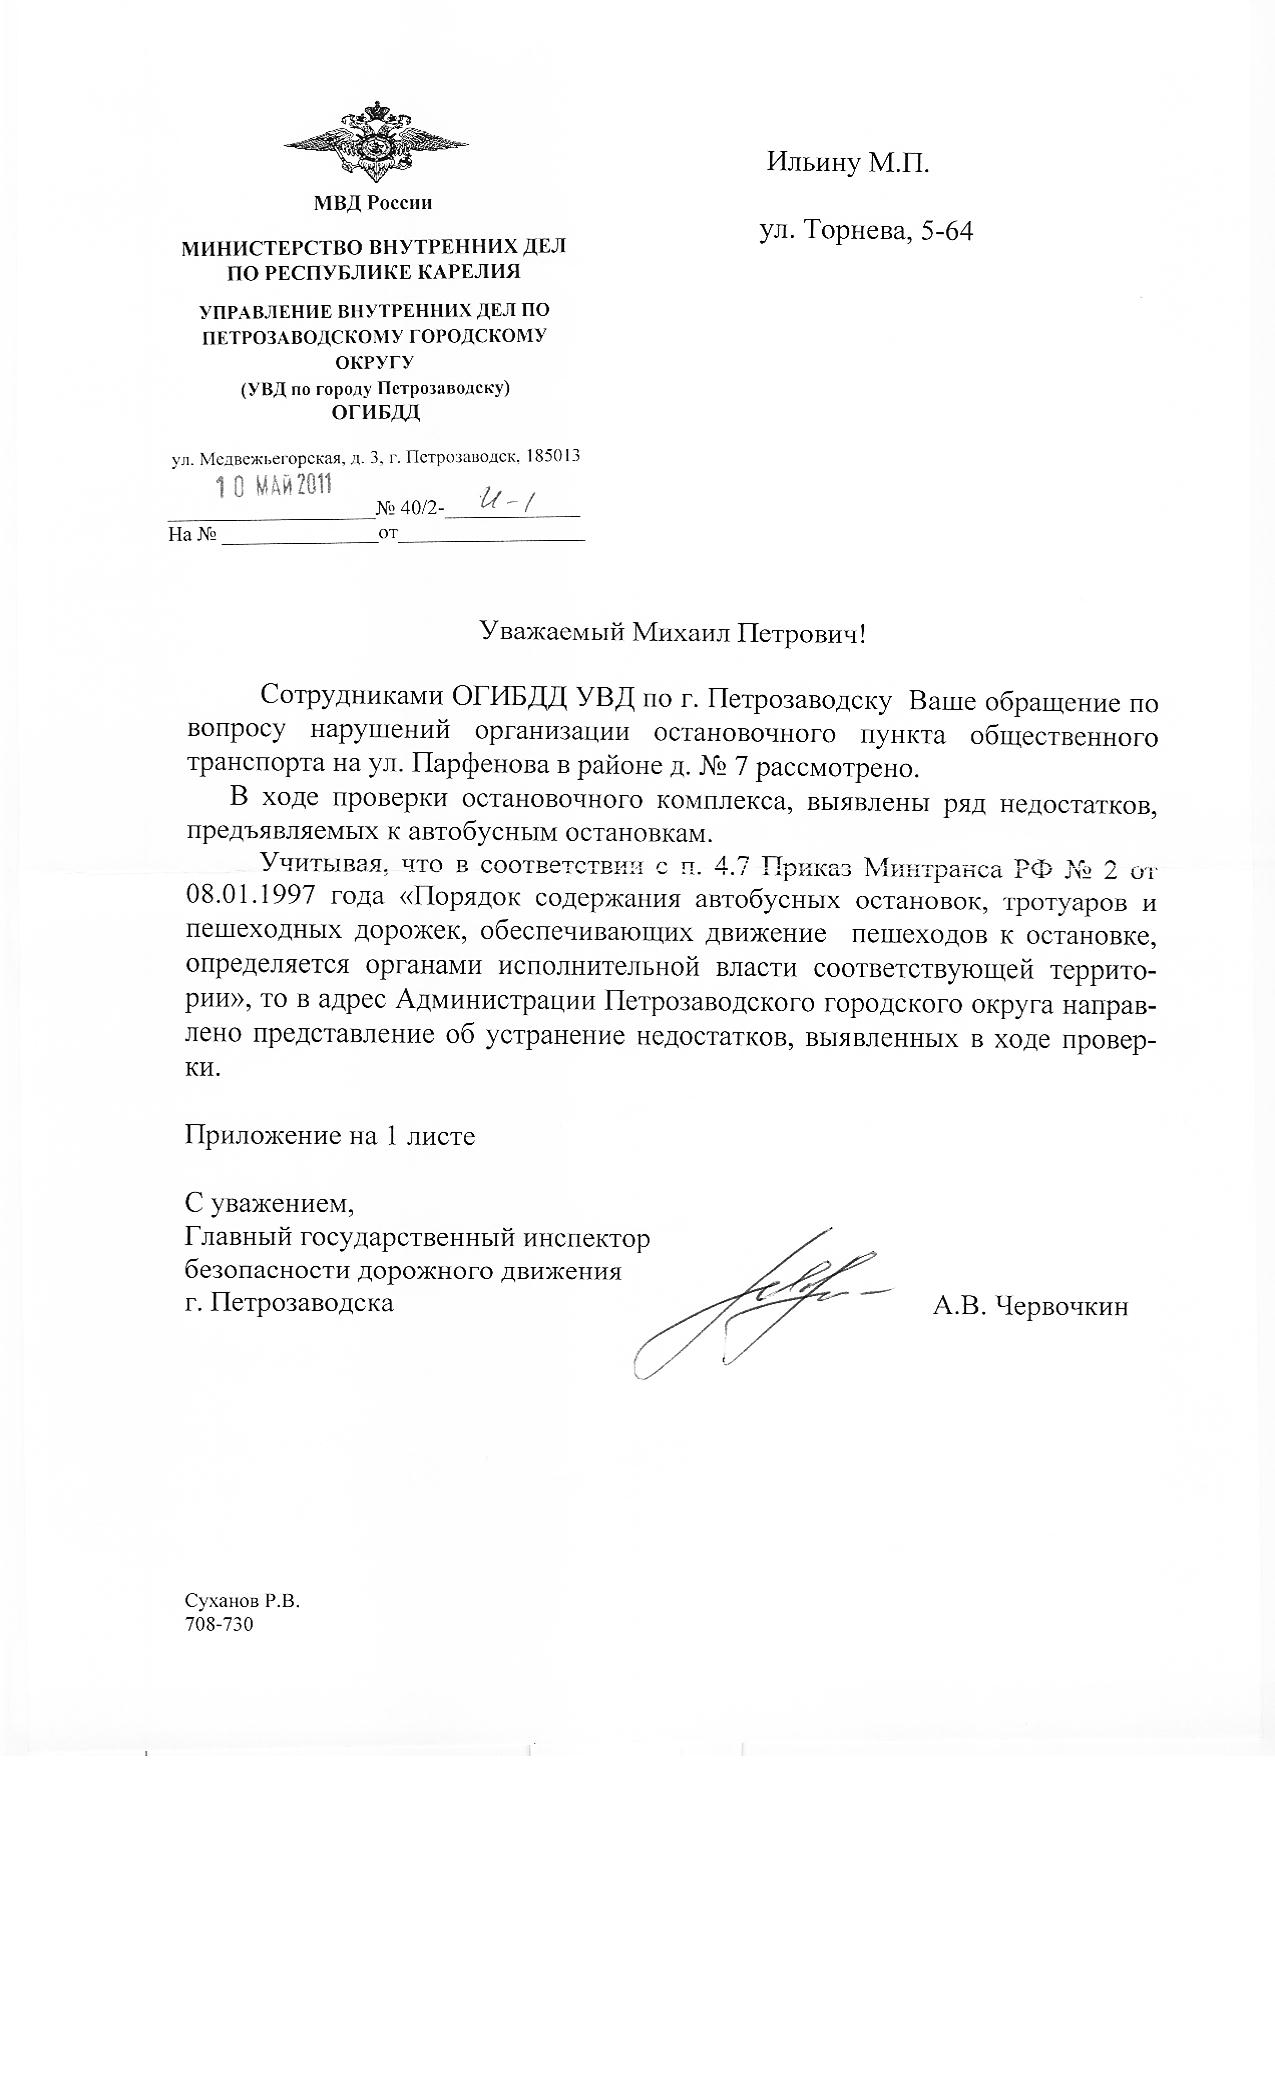 МВД России
МИНИСТЕРСТВО ВНУТРЕННИХ ДЕЛ
ПО РЕСПУБЛИКЕ КАРЕЛИЯ
УПРАВЛЕНИЕ ВНУТРЕННИХ ДЕЛ ПО
ПЕТРОЗАВОДСКОМУ ГОРОДСКОМУ
ОКРУГУ
(УВД по городу Петрозаводску)
ОГИБДД
ул. Медвежьегорская, д. 3, г. Петрозаводск, 185013
10 МАЙ 2011
№ 40/2- И-1
На № от
Ильину М.П.
ул. Торнева, 5-64
Уважаемый Михаил Петрович!
Сотрудниками ОГИБДД УВД по г. Петрозаводску Ваше обращение по
вопросу нарушений организации остановочного пункта общественного
транспорта на ул. Парфенова в районе д. № 7 рассмотрено.
В ходе проверки остановочного комплекса, выявлены ряд недостатков,
предъявляемых к автобусным остановкам.
Учитывая, что в соответствии с п. 4.7 Приказ Минтранса РФ № 2 от
08.01.1997 года «Порядок содержания автобусных остановок, тротуаров и
пешеходных дорожек, обеспечивающих движение пешеходов к остановке,
определяется органами исполнительной власти соответствующей террито-
рии», то в адрес Администрации Петрозаводского городского округа направ-
лено представление об устранение недостатков, выявленных в ходе провер-
ки.
Приложение на 1 листе
С уважением,
Главный государственный инспектор
безопасности дорожного движения
г. Петрозаводска
А.В. Червочкин
Суханов Р.В.
708-730